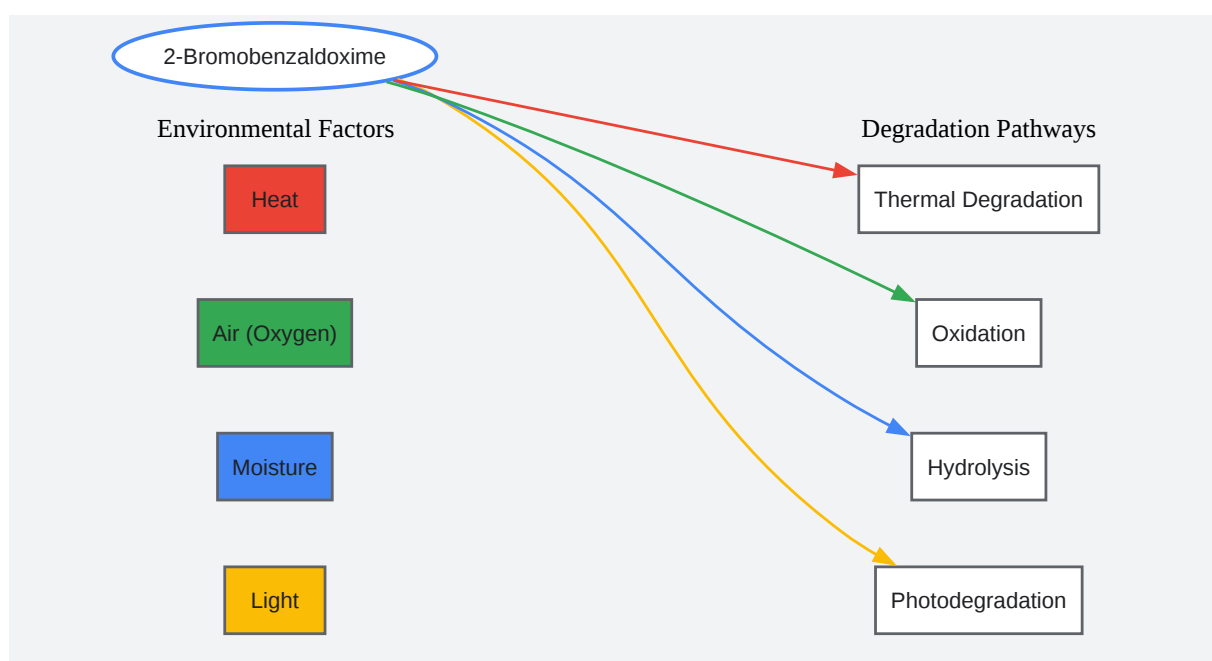 2-Bromobenzaldoxime
Environmental Factors
Degradation Pathways
Heat
Thermal Degradation
Air (Oxygen)
Oxidation
Moisture
Hydrolysis
Light
Photodegradation